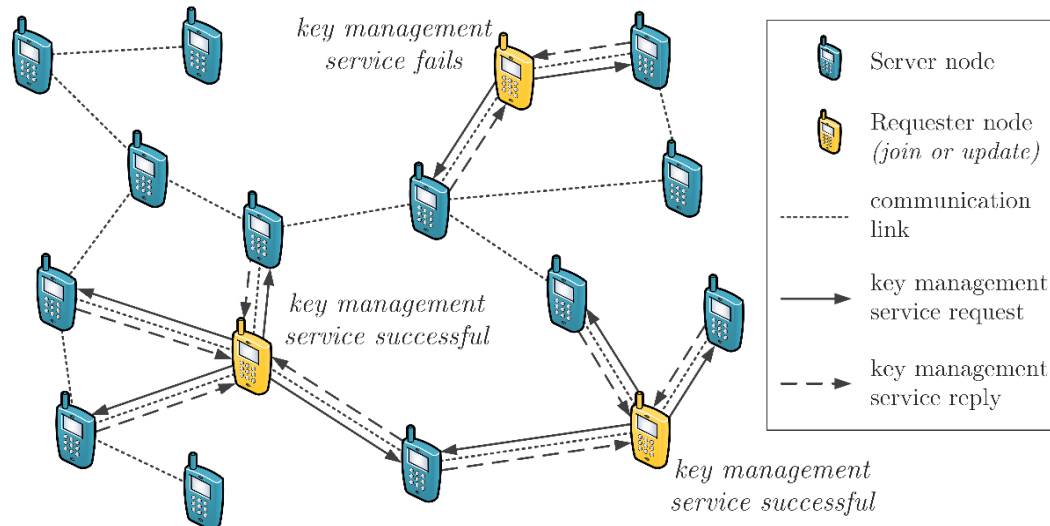 key management
service fails
key management
service successful
key management
service successful
Server node
Requester node
(join or update)
communication
link
key management
service request
key management
service reply